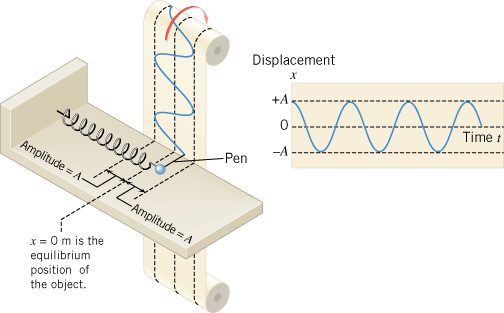 Displacement
x
+A
0
–A
Time t
Pen
Amplitude = A
Amplitude = A
x = 0 m is the
equilibrium
position of
the object.